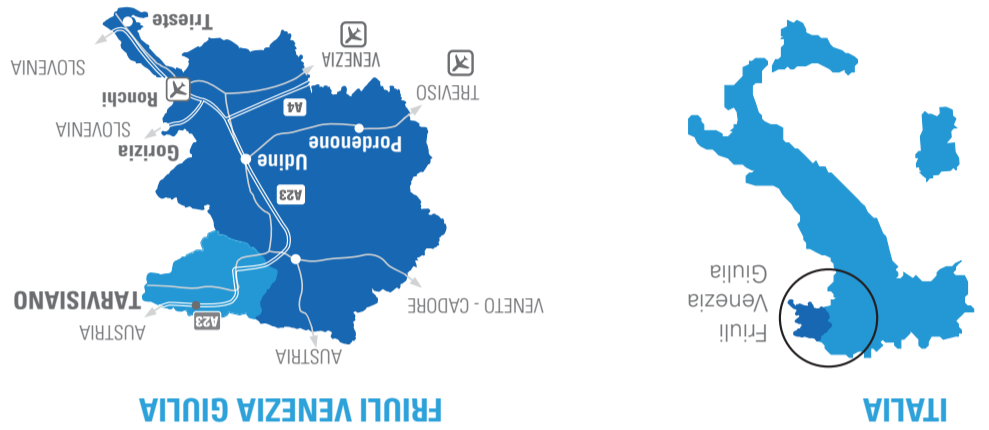 ITALIA
Friuli
Venezia
Giulia
FRIULI VENEZIA GIULIA
AUSTRIA
AUSTRIA
A23
TARVISIANO
VENETO - CADORE
A23
Udine
Pordenone
Gorizia
SLOVENIA
TREVISO
A4
Ronchi
VENEZIA
SLOVENIA
Trieste